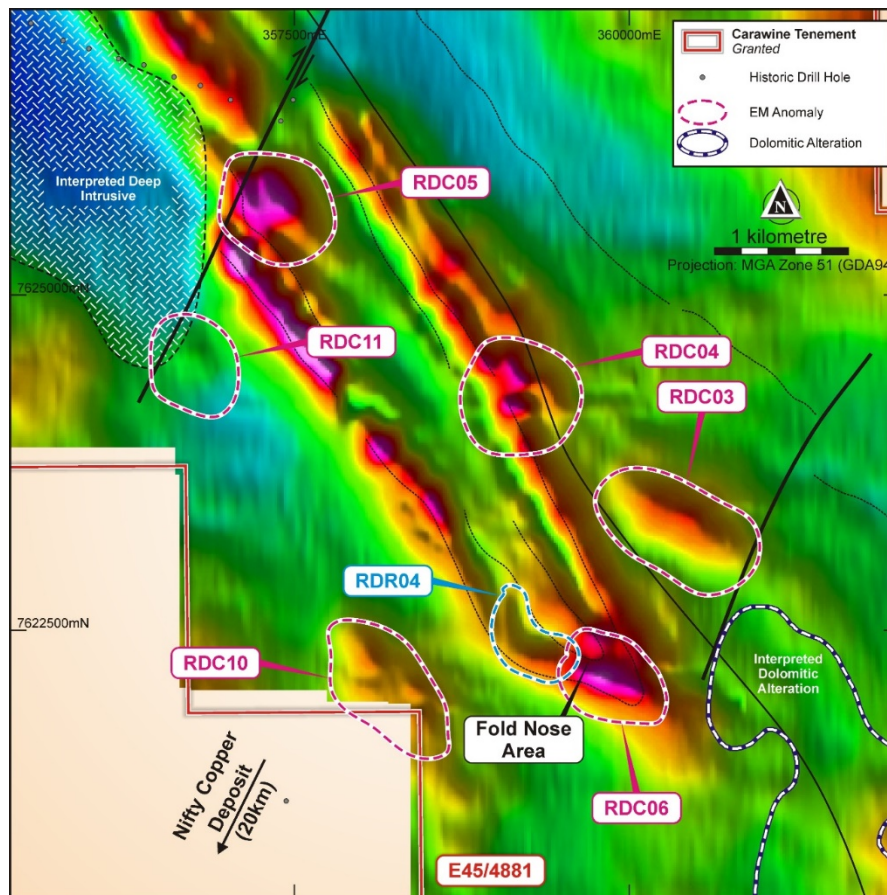 357500mE
360000mE
Carawine Tenement
Granted
Historic Drill Hole
EM Anomaly
Dolomitic Alteration
Interpreted Deep
Intrusive
RDC05
N
1 kilometre
Projection: MGA Zone 51 (GDA94
7625000mN
RDC11
RDC04
RDC03
RDR04
7622500mN
RDC10
Interpreted
Dolomitic
Alteration
Fold Nose
Area
Nifty Copper
Deposit
(20km)
RDC06
E45/4881